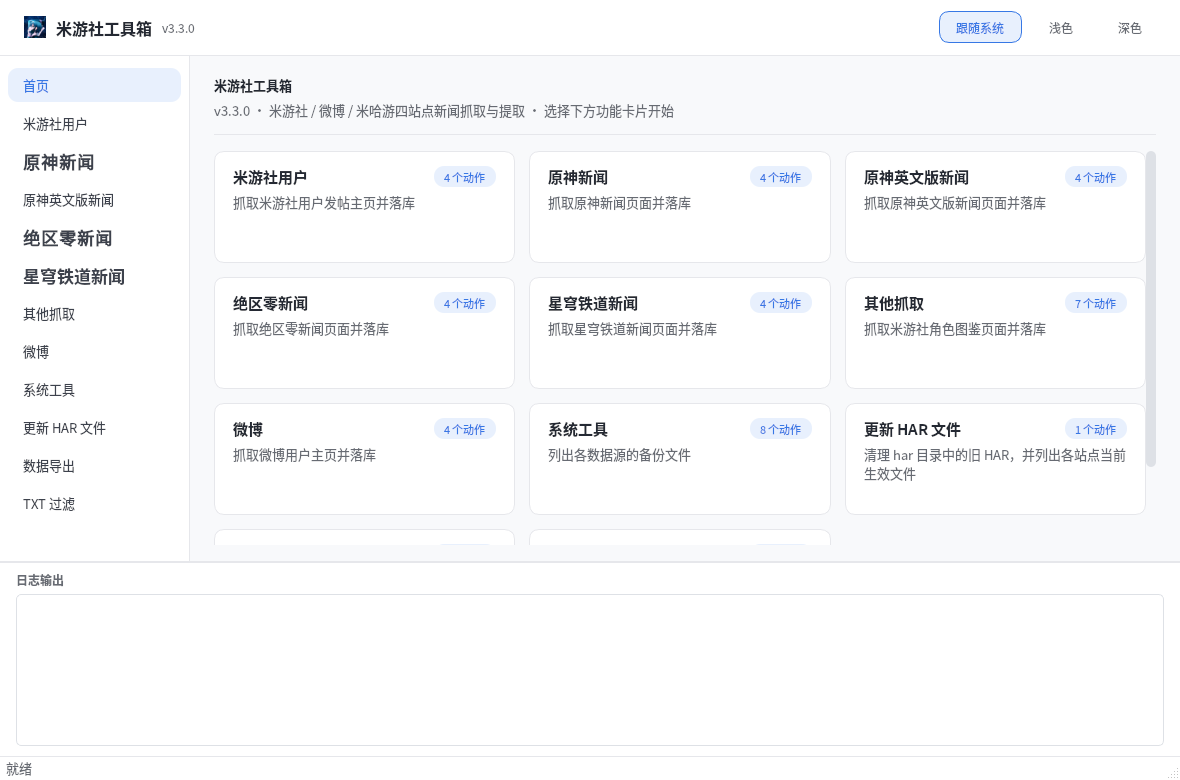 米游社工具箱 v3.3.0
跟随系统 浅色 深色
首页
米游社用户
原神新闻
原神英文版新闻
绝区零新闻
星穹铁道新闻
其他抓取
微博
系统工具
更新 HAR 文件
数据导出
TXT 过滤
米游社工具箱
v3.3.0 · 米游社 / 微博 / 米哈游四站点新闻抓取与提取 · 选择下方功能卡片开始
米游社用户 4 个动作
抓取米游社用户发帖主页并落库
原神新闻 4 个动作
抓取原神新闻页面并落库
原神英文版新闻 4 个动作
抓取原神英文版新闻页面并落库
绝区零新闻 4 个动作
抓取绝区零新闻页面并落库
星穹铁道新闻 4 个动作
抓取星穹铁道新闻页面并落库
其他抓取 7 个动作
抓取米游社角色图鉴页面并落库
微博 4 个动作
抓取微博用户主页并落库
系统工具 8 个动作
列出各数据源的备份文件
更新 HAR 文件 1 个动作
清理 har 目录中的旧 HAR，并列出各站点当前
生效文件
日志输出
就绪